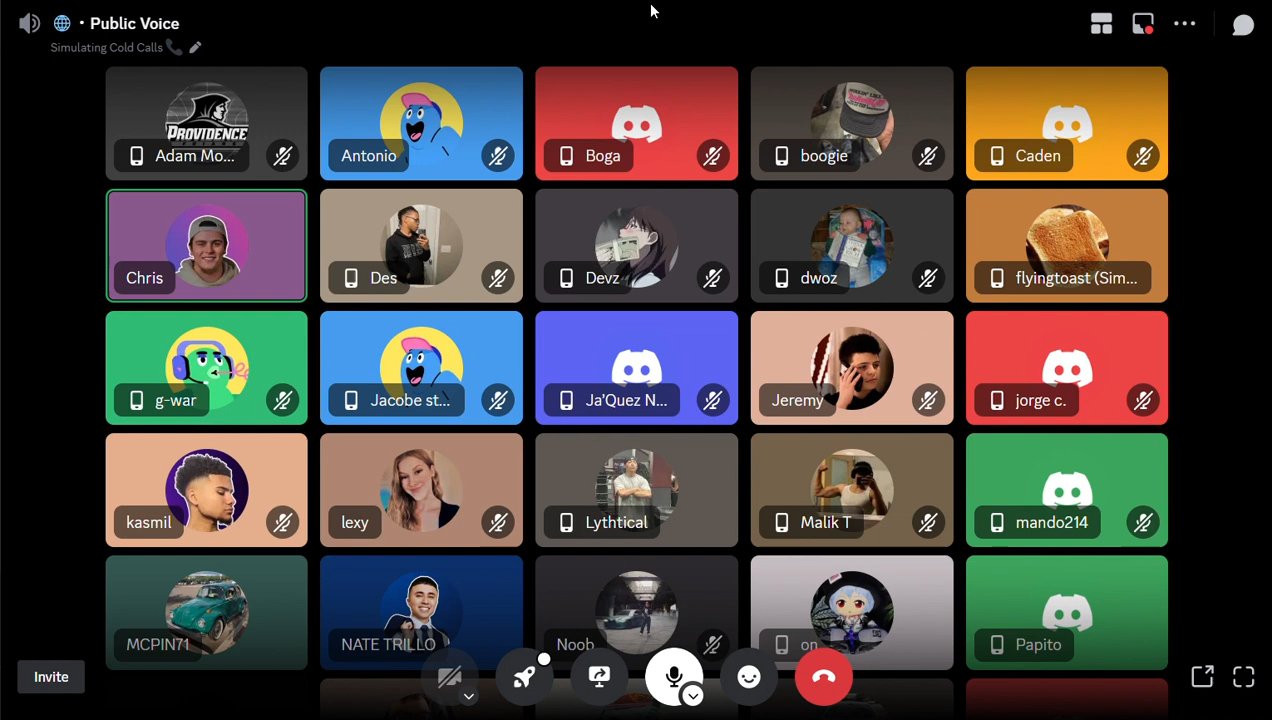 • Public Voice
Simulating Cold Calls
PROVIDENCE
Adam Mo...
Antonio
Boga
boogie
Caden
Chris
Des
Devz
dwoz
flyingtoast (Sim...
g-war
Jacobe st...
Ja'Quez N...
Jeremy
jorge c.
kasmil
lexy
Lythtical
Malik T
mando214
MCPIN71
NATE TRILLO
Noob
on
Papito
Invite